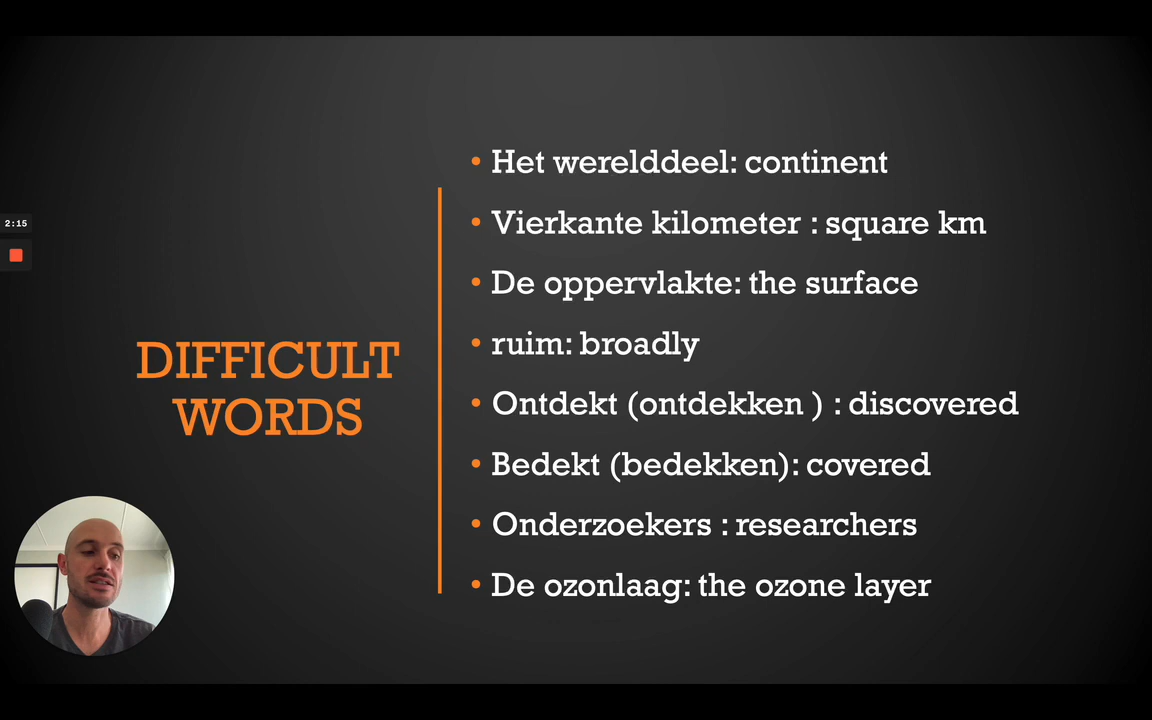 2:15
DIFFICULT
WORDS
• Het werelddeel: continent
• Vierkante kilometer : square km
• De oppervlakte: the surface
• ruim: broadly
• Ontdekt (ontdekken ) : discovered
• Bedekt (bedekken): covered
• Onderzoekers : researchers
• De ozonlaag: the ozone layer